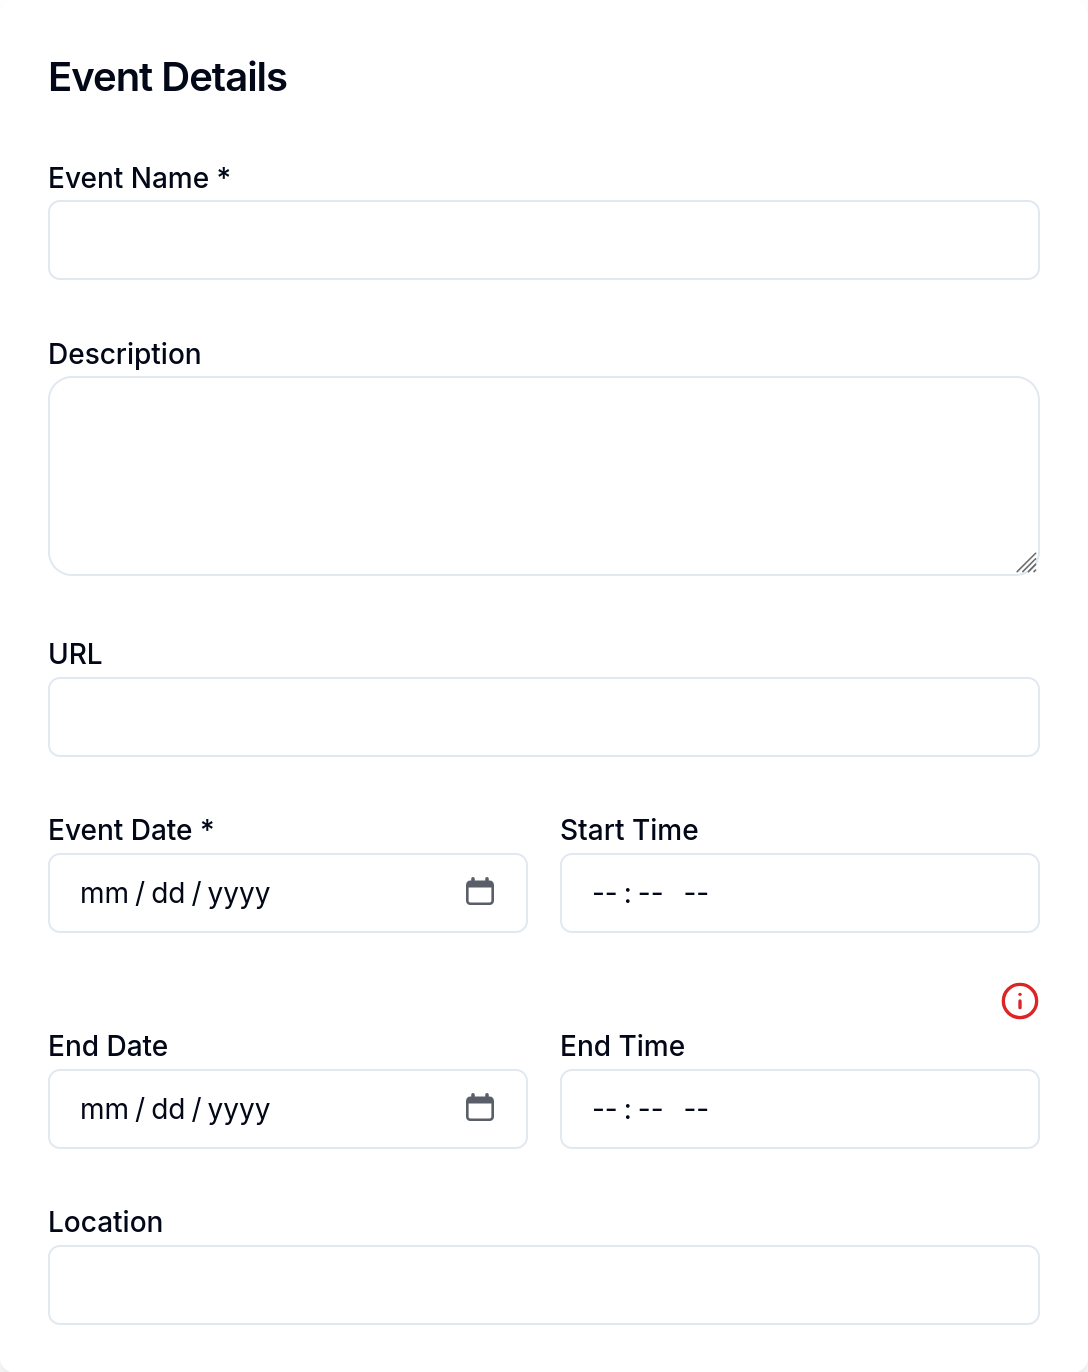 Event Details
Event Name *
Description
URL
Event Date *
Start Time
mm / dd / yyyy
-- : -- --
End Date
End Time
mm / dd / yyyy
-- : -- --
Location